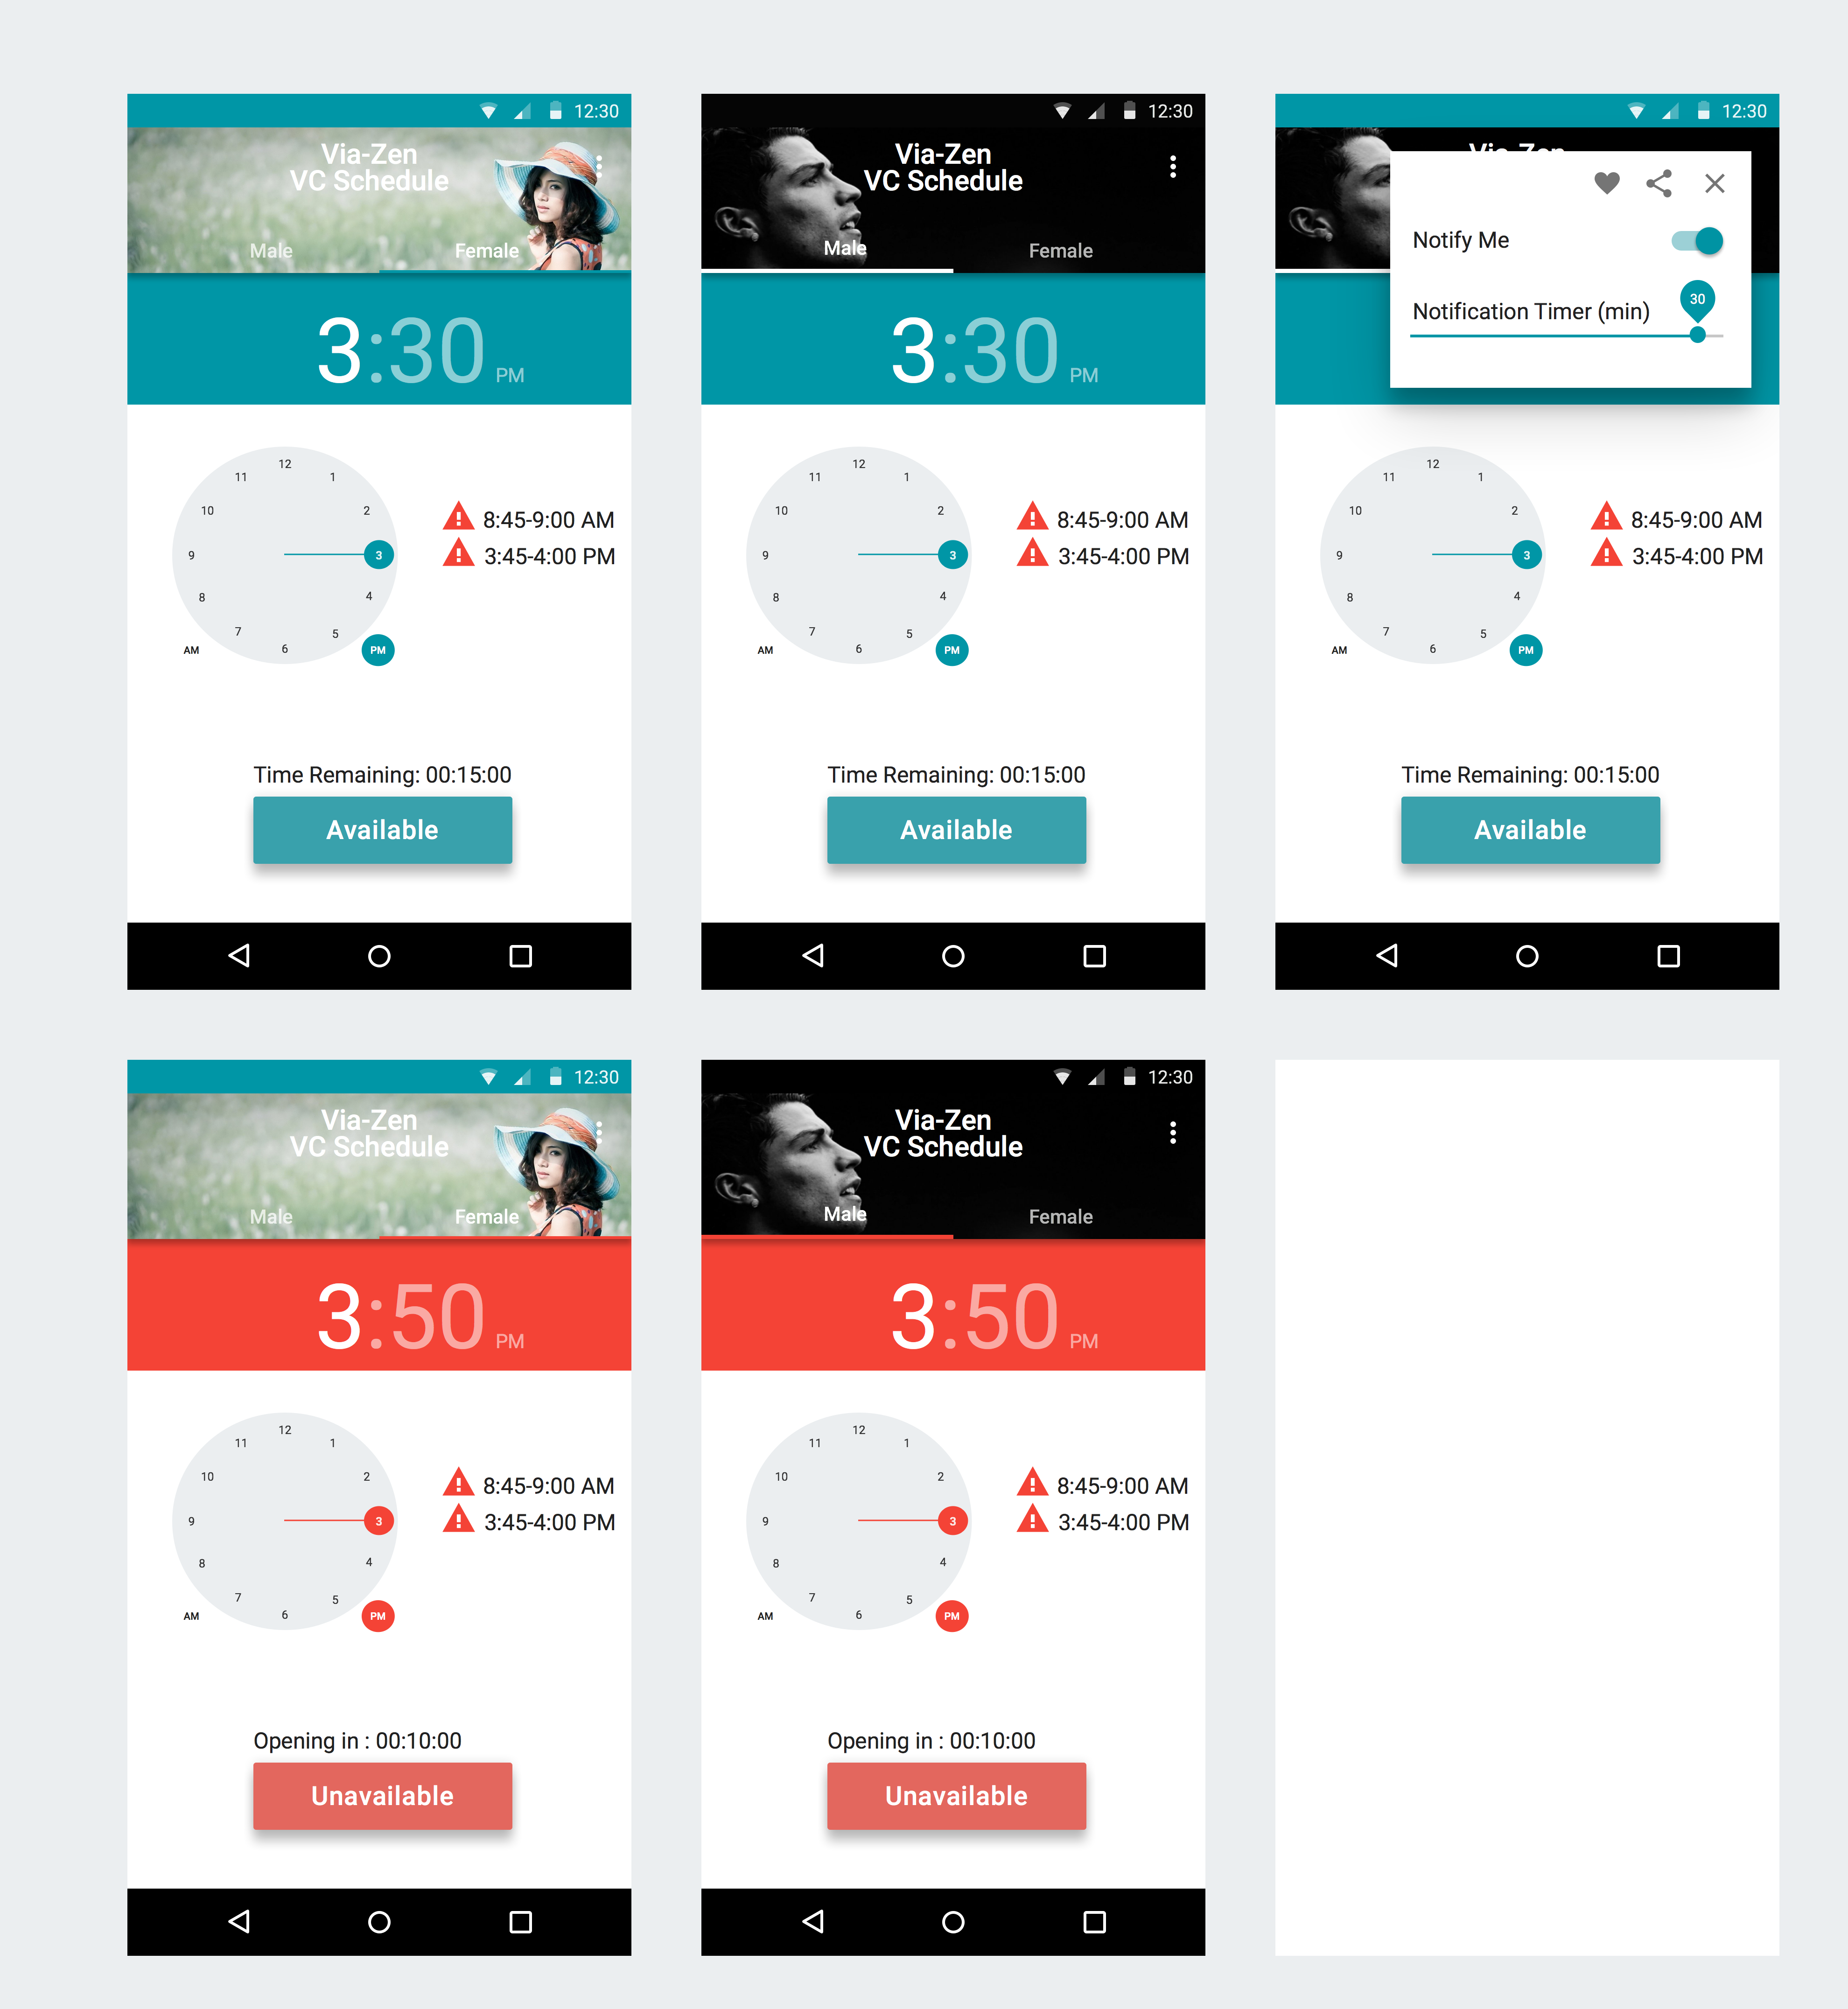 12:30
Via-Zen
VC Schedule
Male
Female
3:30 PM
12
11
1
10
2
9
3
8
4
7
5
6
AM
PM
8:45-9:00 AM
3:45-4:00 PM
Time Remaining: 00:15:00
Available
12:30
Via-Zen
VC Schedule
Male
Female
3:30 PM
12
11
1
10
2
9
3
8
4
7
5
6
AM
PM
8:45-9:00 AM
3:45-4:00 PM
Time Remaining: 00:15:00
Available
12:30
Via-Zen
Notify Me
30
Notification Timer (min)
12
11
1
10
2
9
3
8
4
7
5
6
AM
PM
8:45-9:00 AM
3:45-4:00 PM
Time Remaining: 00:15:00
Available
12:30
Via-Zen
VC Schedule
Male
Female
3:50 PM
12
11
1
10
2
9
3
8
4
7
5
6
AM
PM
8:45-9:00 AM
3:45-4:00 PM
Opening in : 00:10:00
Unavailable
12:30
Via-Zen
VC Schedule
Male
Female
3:50 PM
12
11
1
10
2
9
3
8
4
7
5
6
AM
PM
8:45-9:00 AM
3:45-4:00 PM
Opening in : 00:10:00
Unavailable